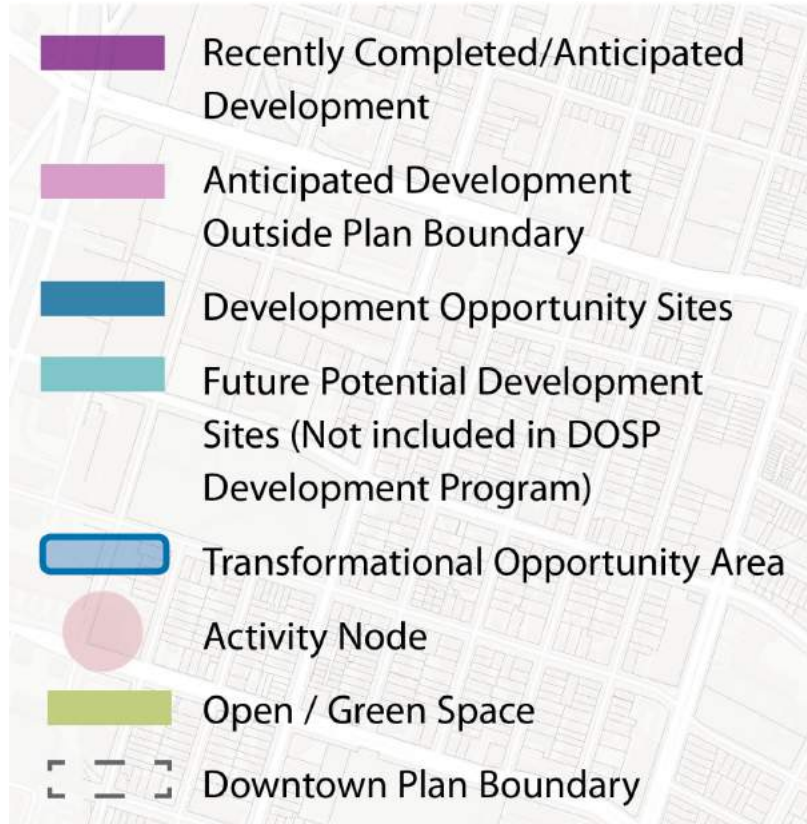 Recently Completed/Anticipated
Development
Anticipated Development
Outside Plan Boundary
Development Opportunity Sites
Future Potential Development
Sites (Not included in DOSP
Development Program)
Transformational Opportunity Area
Activity Node
Open / Green Space
Downtown Plan Boundary